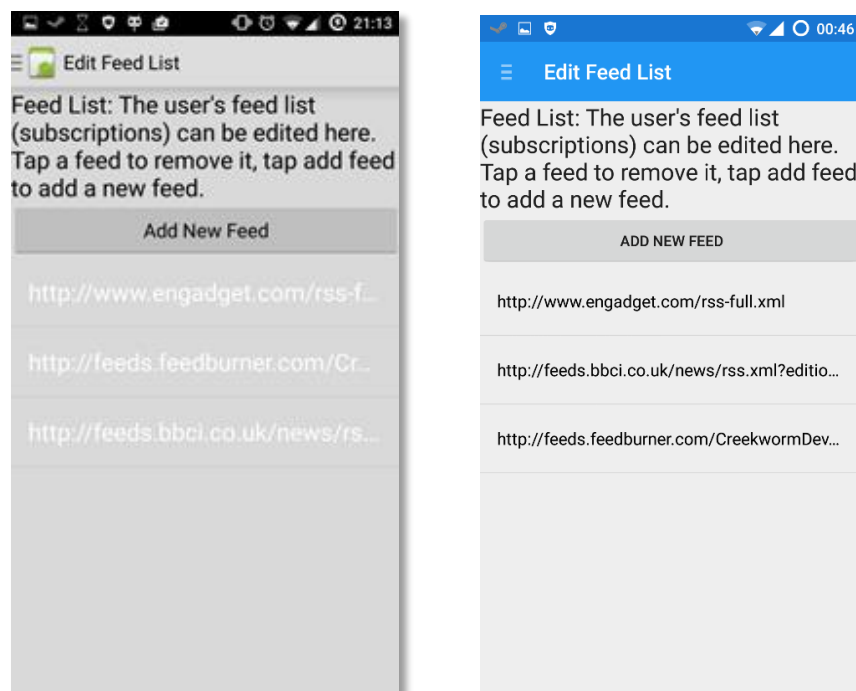 21:13
Edit Feed List
Feed List: The user's feed list
(subscriptions) can be edited here.
Tap a feed to remove it, tap add feed
to add a new feed.
Add New Feed
http://www.engadget.com/rss-f...
http://feeds.feedburner.com/Cr...
http://feeds.bbci.co.uk/news/rs...
00:46
Edit Feed List
Feed List: The user's feed list
(subscriptions) can be edited here.
Tap a feed to remove it, tap add feed
to add a new feed.
ADD NEW FEED
http://www.engadget.com/rss-full.xml
http://feeds.bbci.co.uk/news/rss.xml?editio...
http://feeds.feedburner.com/CreekwormDev...